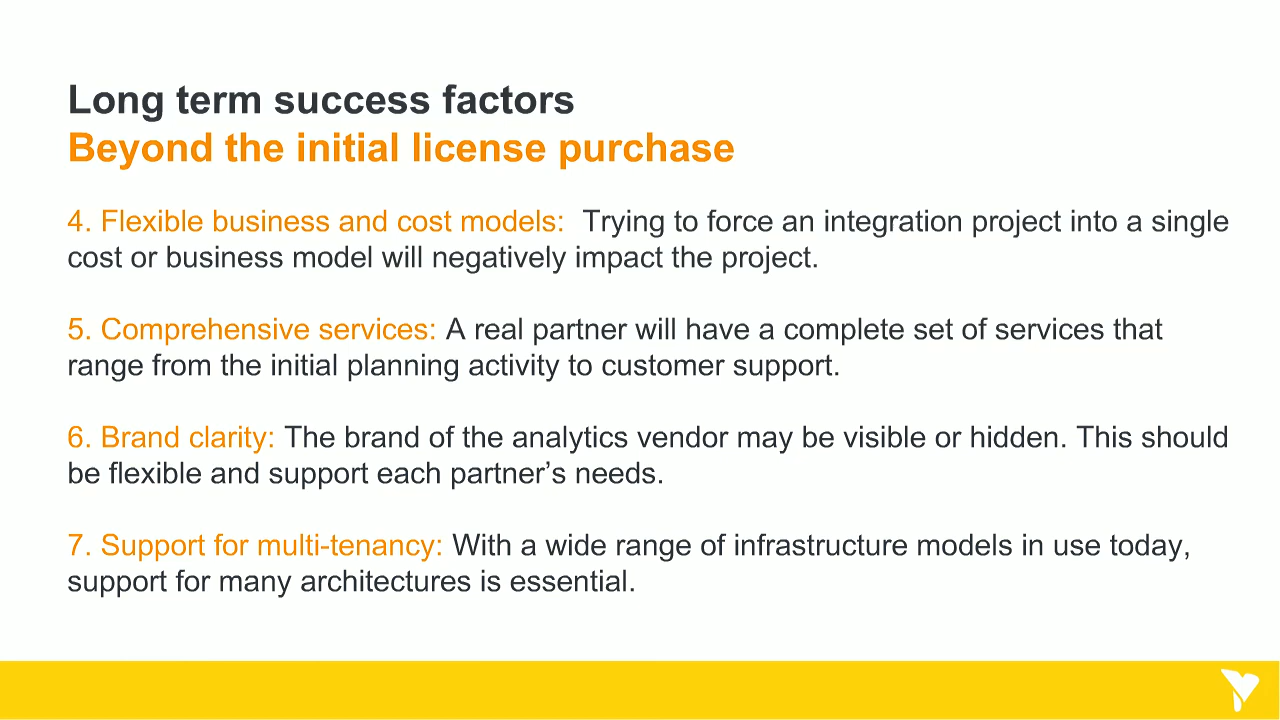 Long term success factors
Beyond the initial license purchase
4. Flexible business and cost models:  Trying to force an integration project into a single
cost or business model will negatively impact the project.
5. Comprehensive services: A real partner will have a complete set of services that
range from the initial planning activity to customer support.
6. Brand clarity: The brand of the analytics vendor may be visible or hidden. This should
be flexible and support each partner’s needs.
7. Support for multi-tenancy: With a wide range of infrastructure models in use today,
support for many architectures is essential.